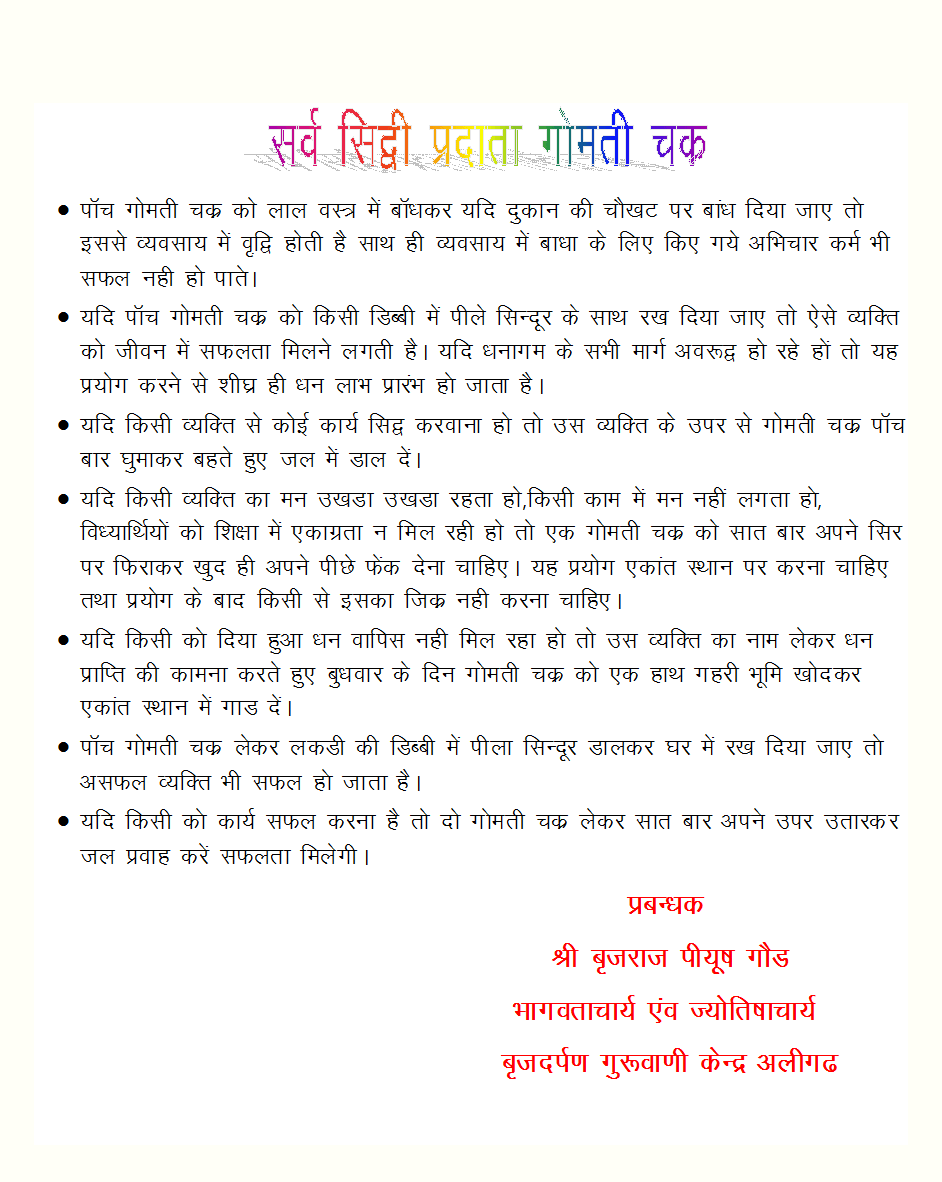 सर्व सिद्वी प्रदाता गोमती चक्र
• पॉच गोमती चक्र को लाल वस्त्र में बॉधकर यदि दुकान की चौखट पर बांध दिया जाए तो
इससे व्यवसाय में वृद्वि होती है साथ ही व्यवसाय में बाधा के लिए किए गये अभिचार कर्म भी
सफल नही हो पाते।
• यदि पॉच गोमती चक्र को किसी डिब्बी में पीले सिन्दूर के साथ रख दिया जाए तो ऐसे व्यक्ति
को जीवन में सफलता मिलने लगती है। यदि धनागम के सभी मार्ग अवरूद्व हो रहे हों तो यह
प्रयोग करने से शीघ्र ही धन लाभ प्रारंभ हो जाता है।
• यदि किसी व्यक्ति से कोई कार्य सिद्व करवाना हो तो उस व्यक्ति के उपर से गोमती चक्र पॉच
बार घुमाकर बहते हुए जल में डाल दें।
• यदि किसी व्यक्ति का मन उखडा उखडा रहता हो,किसी काम में मन नहीं लगता हो,
विध्यार्थियों को शिक्षा में एकाग्रता न मिल रही हो तो एक गोमती चक्र को सात बार अपने सिर
पर फिराकर खुद ही अपने पीछे फेंक देना चाहिए। यह प्रयोग एकांत स्थान पर करना चाहिए
तथा प्रयोग के बाद किसी से इसका जिक्र नही करना चाहिए।
• यदि किसी को दिया हुआ धन वापिस नही मिल रहा हो तो उस व्यक्ति का नाम लेकर धन
प्राप्ति की कामना करते हुए बुधवार के दिन गोमती चक्र को एक हाथ गहरी भूमि खोदकर
एकांत स्थान में गाड दें।
• पॉच गोमती चक्र लेकर लकडी की डिब्बी में पीला सिन्दूर डालकर घर में रख दिया जाए तो
असफल व्यक्ति भी सफल हो जाता है।
• यदि किसी को कार्य सफल करना है तो दो गोमती चक्र लेकर सात बार अपने उपर उतारकर
जल प्रवाह करें सफलता मिलेगी।
प्रबन्धक
श्री बृजराज पीयूष गौड
भागवताचार्य एंव ज्योतिषाचार्य
बृजदर्पण गुरूवाणी केन्द्र अलीगढ